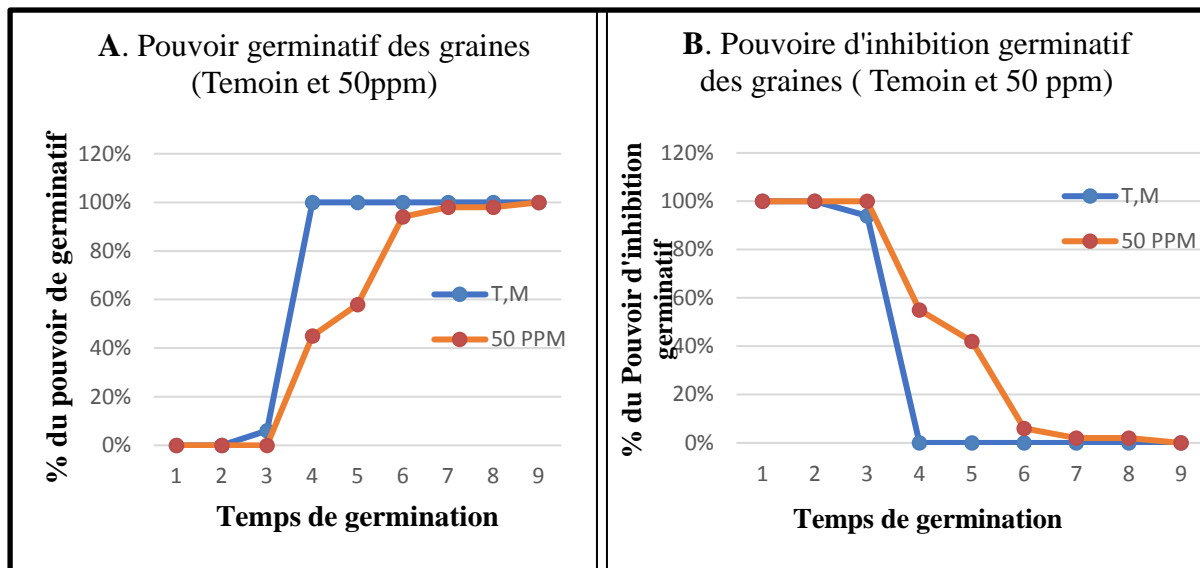 A. Pouvoir germinatif des graines
(Temoin et 50ppm)
% du pouvoir de germinatif
120%
100%
80%
60%
40%
20%
0%
T,M
50 PPM
1 2 3 4 5 6 7 8 9
Temps de germination
B. Pouvoire d'inhibition germinatif
des graines ( Temoin et 50 ppm)
% du Pouvoir d'inhibition
germinatif
120%
100%
80%
60%
40%
20%
0%
T,M
50 PPM
1 2 3 4 5 6 7 8 9
Temps de germination